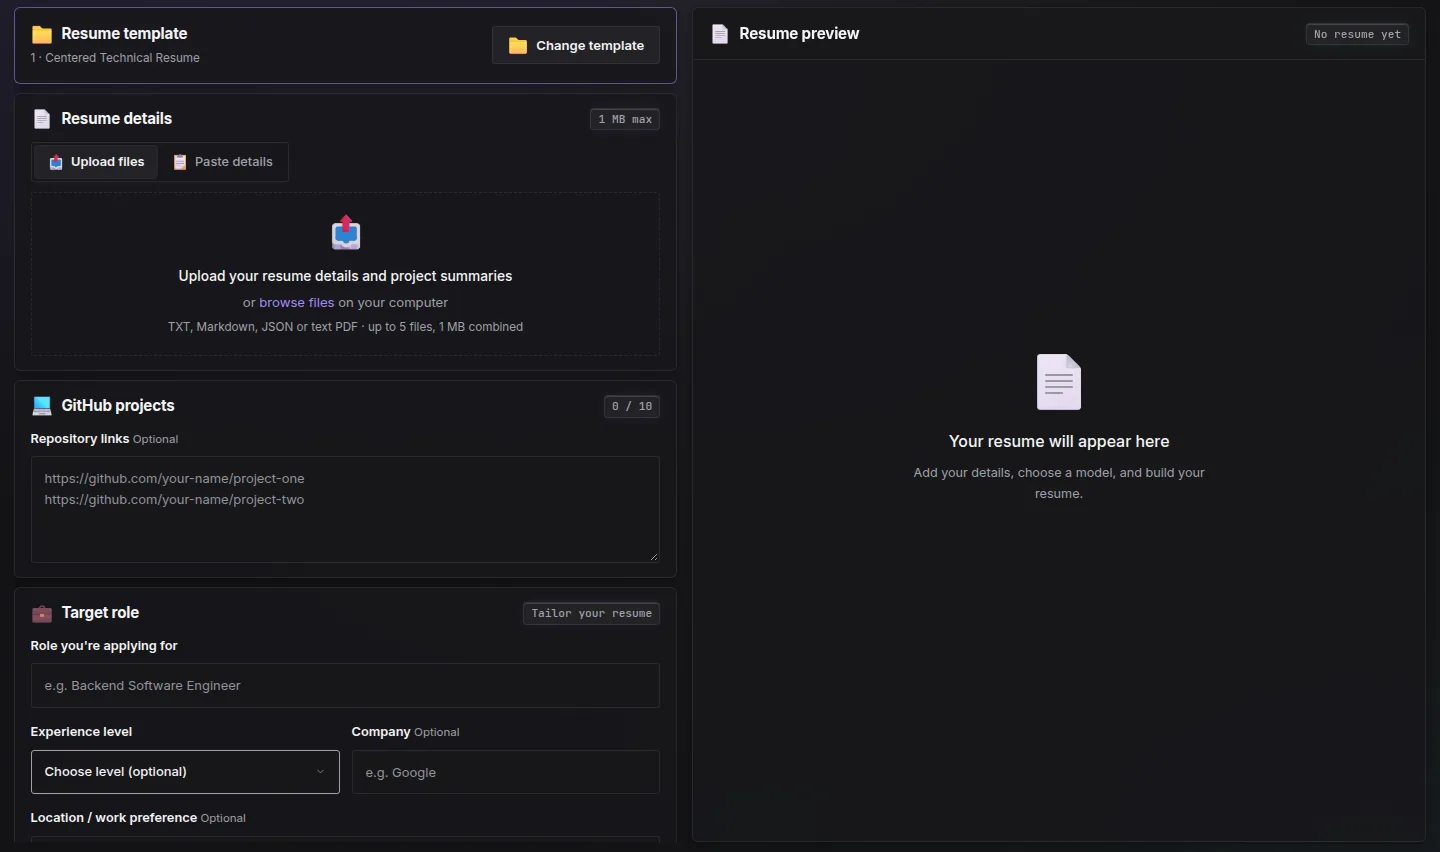 Resume template
1 · Centered Technical Resume
Change template
Resume details
1 MB max
Upload files
Paste details
Upload your resume details and project summaries
or browse files on your computer
TXT, Markdown, JSON or text PDF · up to 5 files, 1 MB combined
GitHub projects
0 / 10
Repository links Optional
https://github.com/your-name/project-one
https://github.com/your-name/project-two
Target role
Tailor your resume
Role you're applying for
e.g. Backend Software Engineer
Experience level
Company Optional
Choose level (optional)
e.g. Google
Location / work preference Optional
Resume preview
No resume yet
Your resume will appear here
Add your details, choose a model, and build your
resume.